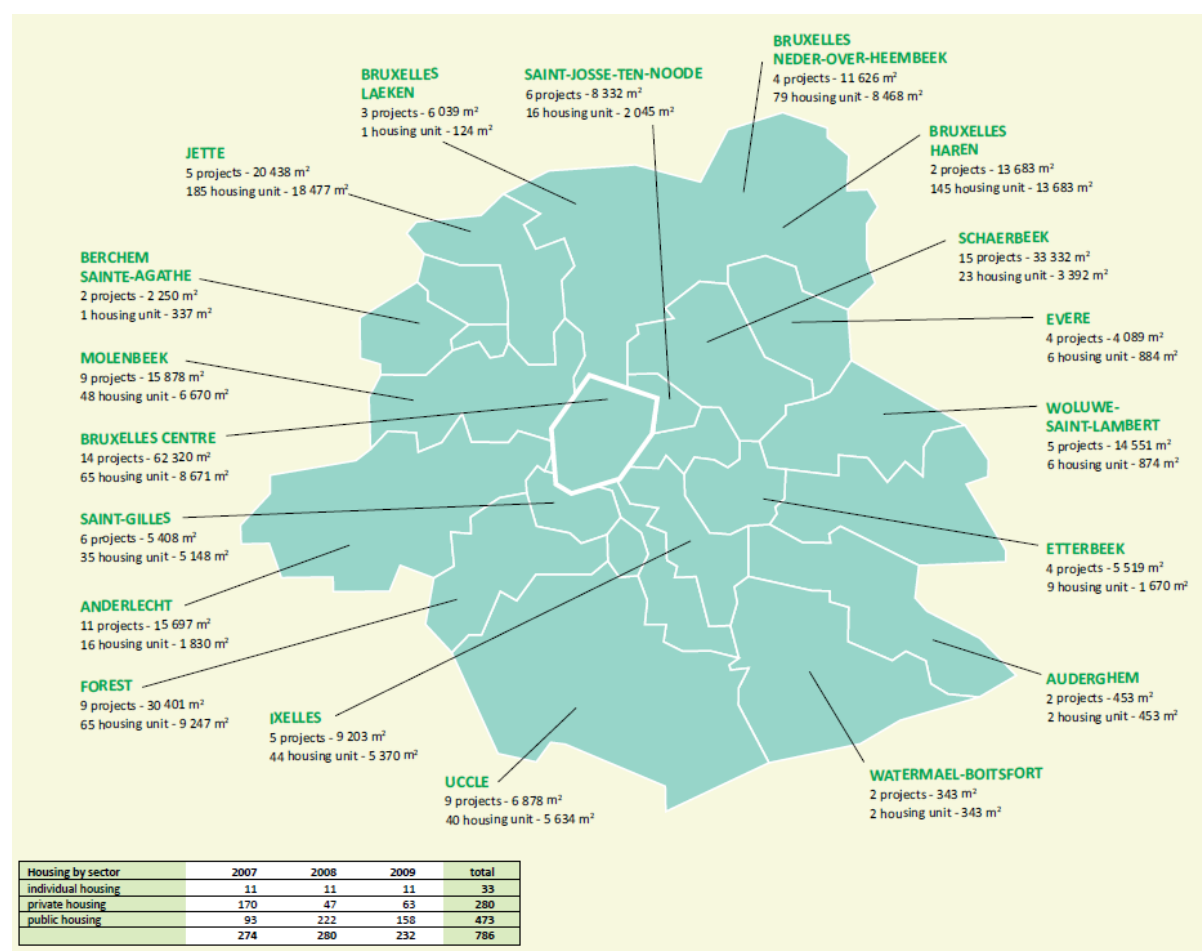 BRUXELLES
NEDER-OVER-HEEMBEEK
4 projects - 11 626 m²
79 housing unit - 8 468 m²
BRUXELLES
LAEKEN
3 projects - 6 039 m²
1 housing unit - 124 m²
SAINT-JOSSE-TEN-NOODE
6 projects - 8 332 m²
16 housing unit - 2 045 m²
BRUXELLES
HAREN
2 projects - 13 683 m²
145 housing unit - 13 683 m²
JETTE
5 projects - 20 438 m²
185 housing unit - 18 477 m²
SCHAERBEEK
15 projects - 33 332 m²
23 housing unit - 3 392 m²
BERCHEM
SAINTE-AGATHE
2 projects - 2 250 m²
1 housing unit - 337 m²
EVERE
4 projects - 4 089 m²
6 housing unit - 884 m²
MOLENBEEK
9 projects - 15 878 m²
48 housing unit - 6 670 m²
WOLUWE-
SAINT-LAMBERT
5 projects - 14 551 m²
6 housing unit - 874 m²
BRUXELLES CENTRE
14 projects - 62 320 m²
65 housing unit - 8 671 m²
SAINT-GILLES
6 projects - 5 408 m²
35 housing unit - 5 148 m²
ETTERBEEK
4 projects - 5 519 m²
9 housing unit - 1 670 m²
ANDERLECHT
11 projects - 15 697 m²
16 housing unit - 1 830 m²
FOREST
9 projects - 30 401 m²
65 housing unit - 9 247 m²
AUDERGHEM
2 projects - 453 m²
2 housing unit - 453 m²
IXELLES
5 projects - 9 203 m²
44 housing unit - 5 370 m²
UCCLE
9 projects - 6 878 m²
40 housing unit - 5 634 m²
WATERMAEL-BOITSFORT
2 projects - 343 m²
2 housing unit - 343 m²
Housing by sector 2007 2008 2009 total
individual housing 11 11 11 33
private housing 170 47 63 280
public housing 93 222 158 473
274 280 232 786